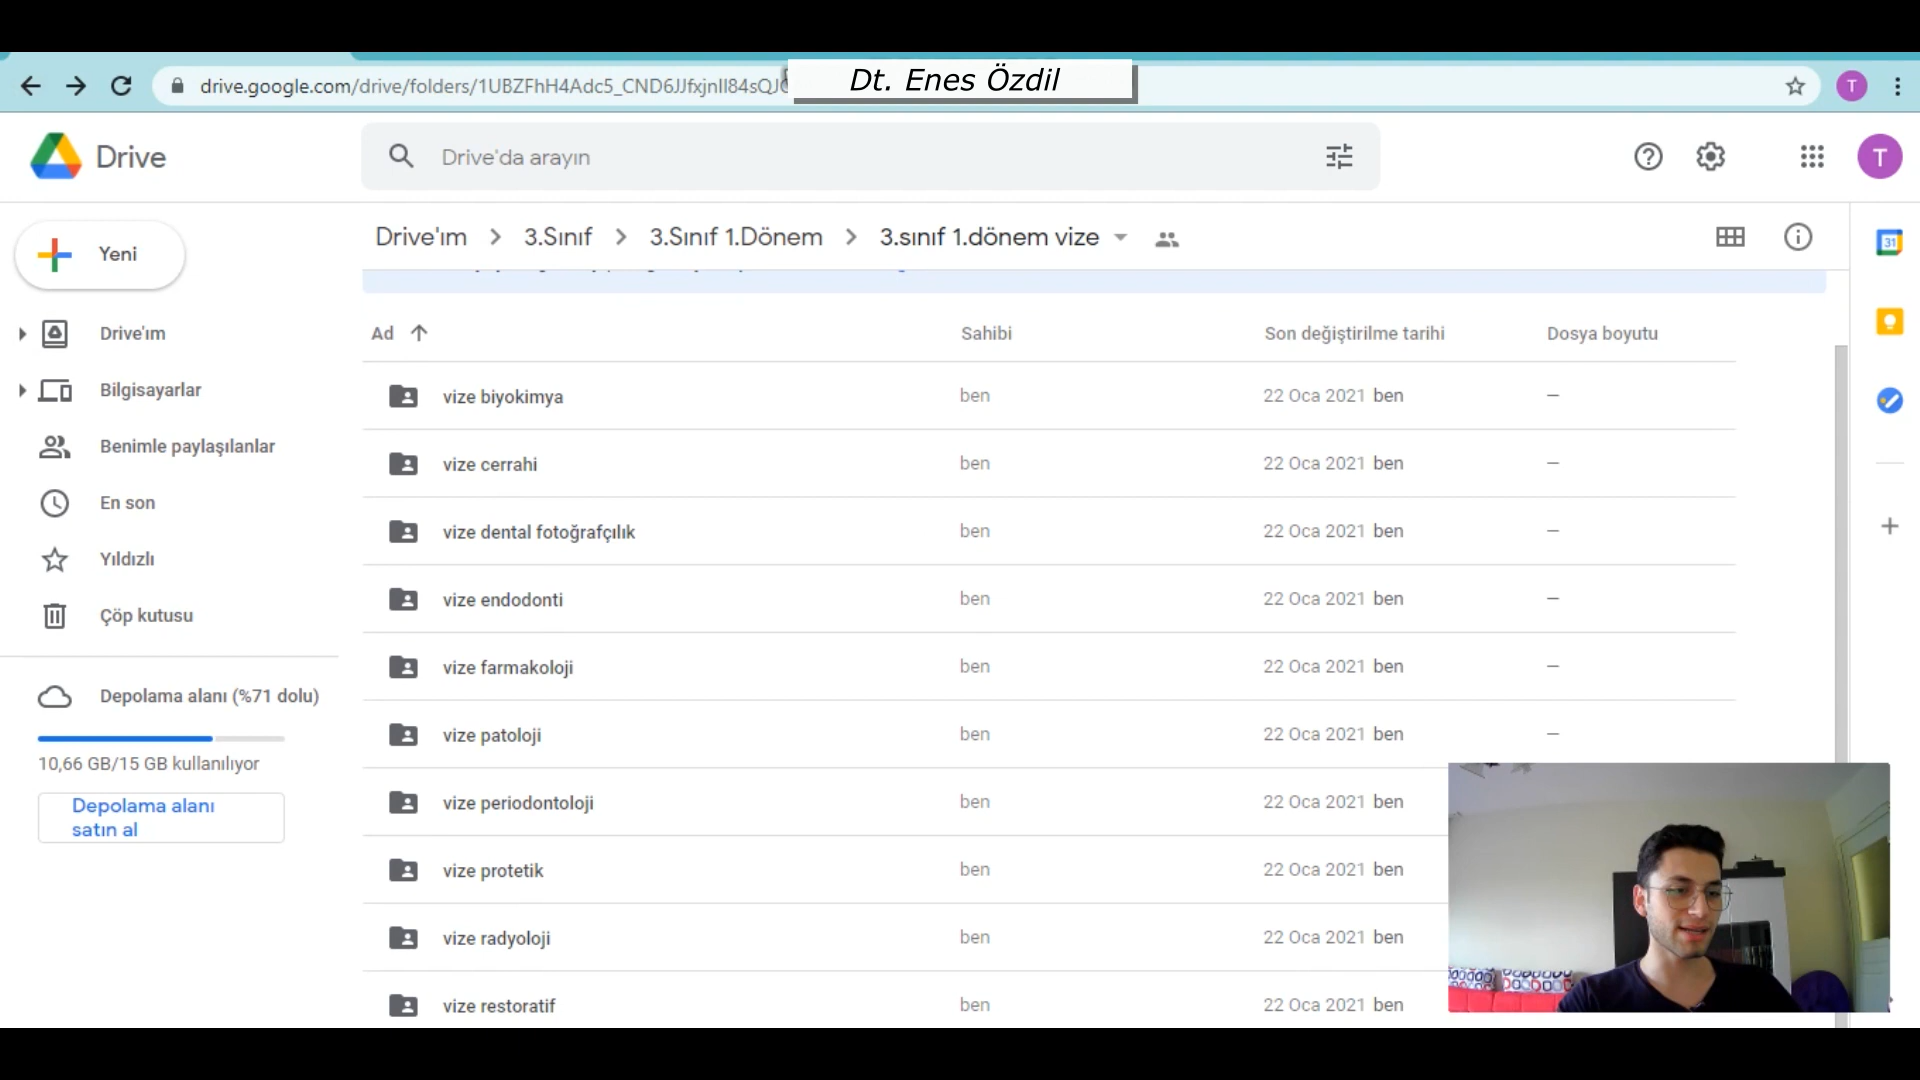 Dt. Enes Özdil
drive.google.com/drive/folders/1UBZFhH4Adc5_CND6JJfxjnII84sQJ
T
Drive
Drive'da arayın
T
Yeni
Drive'ım
3.Sınıf
3.Sınıf 1.Dönem
3.sınıf 1.dönem vize
31
Drive'ım
Bilgisayarlar
Benimle paylaşılanlar
En son
Yıldızlı
Çöp kutusu
Depolama alanı (%71 dolu)
10,66 GB/15 GB kullanılıyor
Depolama alanı
satın al
Ad Sahibi Son değiştirilme tarihi Dosya boyutu
vize biyokimya ben 22 Oca 2021 ben —
vize cerrahi ben 22 Oca 2021 ben —
vize dental fotoğrafçılık ben 22 Oca 2021 ben —
vize endodonti ben 22 Oca 2021 ben —
vize farmakoloji ben 22 Oca 2021 ben —
vize patoloji ben 22 Oca 2021 ben —
vize periodontoloji ben 22 Oca 2021 ben
vize protetik ben 22 Oca 2021 ben
vize radyoloji ben 22 Oca 2021 ben
vize restoratif ben 22 Oca 2021 ben